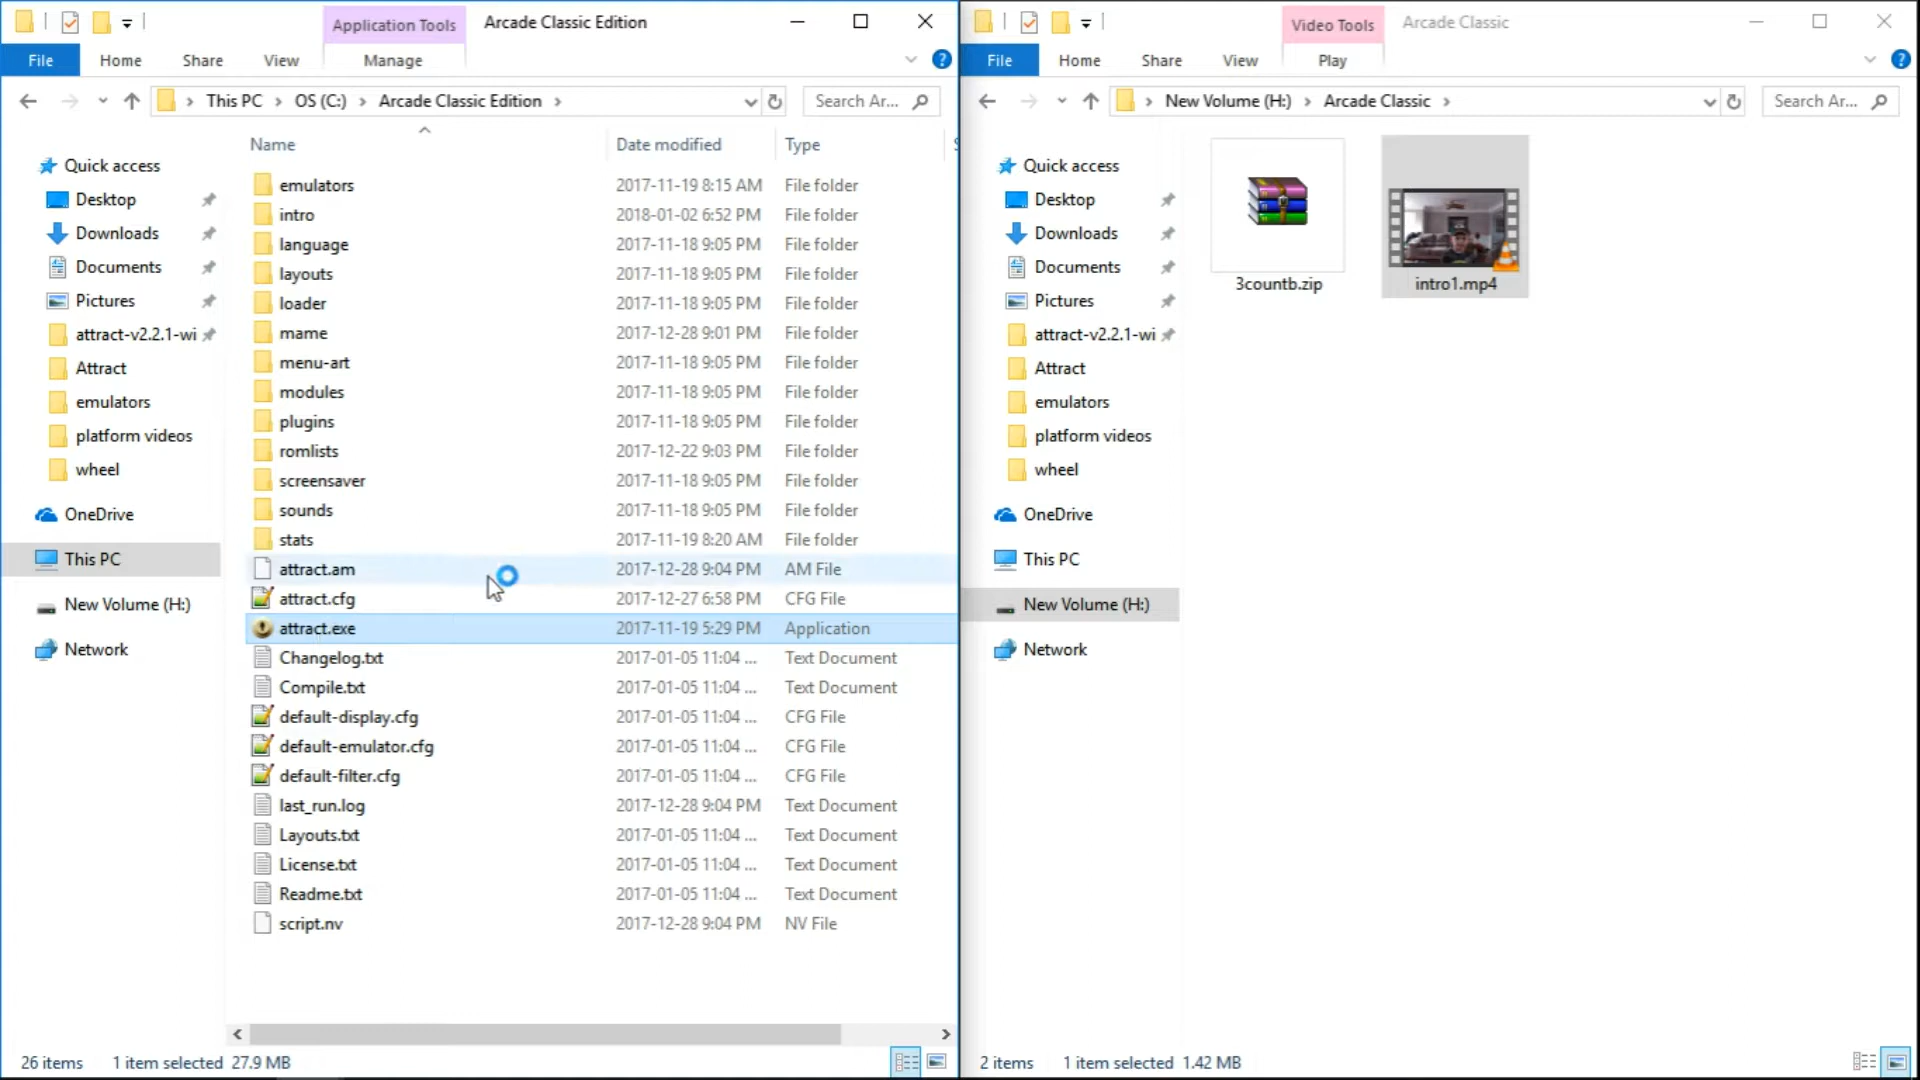 Application Tools
Arcade Classic Edition
File
Home
Share
View
Manage
This PC
OS (C:)
Arcade Classic Edition
Search Ar...
Name
Date modified
Type
Quick access
Desktop
Downloads
Documents
Pictures
attract-v2.2.1-wi
Attract
emulators
platform videos
wheel
OneDrive
This PC
New Volume (H:)
Network
emulators 2017-11-19 8:15 AM File folder
intro 2018-01-02 6:52 PM File folder
language 2017-11-18 9:05 PM File folder
layouts 2017-11-18 9:05 PM File folder
loader 2017-11-18 9:05 PM File folder
mame 2017-12-28 9:01 PM File folder
menu-art 2017-11-18 9:05 PM File folder
modules 2017-11-18 9:05 PM File folder
plugins 2017-11-18 9:05 PM File folder
romlists 2017-12-22 9:03 PM File folder
screensaver 2017-11-18 9:05 PM File folder
sounds 2017-11-18 9:05 PM File folder
stats 2017-11-19 8:20 AM File folder
attract.am 2017-12-28 9:04 PM AM File
attract.cfg 2017-12-27 6:58 PM CFG File
attract.exe 2017-11-19 5:29 PM Application
Changelog.txt 2017-01-05 11:04 ... Text Document
Compile.txt 2017-01-05 11:04 ... Text Document
default-display.cfg 2017-01-05 11:04 ... CFG File
default-emulator.cfg 2017-01-05 11:04 ... CFG File
default-filter.cfg 2017-01-05 11:04 ... CFG File
last_run.log 2017-12-28 9:04 PM Text Document
Layouts.txt 2017-01-05 11:04 ... Text Document
License.txt 2017-01-05 11:04 ... Text Document
Readme.txt 2017-01-05 11:04 ... Text Document
script.nv 2017-12-28 9:04 PM NV File
26 items 1 item selected 27.9 MB
Video Tools
Arcade Classic
File
Home
Share
View
Play
New Volume (H:)
Arcade Classic
Search Ar...
Quick access
Desktop
Downloads
Documents
Pictures
attract-v2.2.1-wi
Attract
emulators
platform videos
wheel
OneDrive
This PC
New Volume (H:)
Network
3countb.zip
intro1.mp4
2 items 1 item selected 1.42 MB